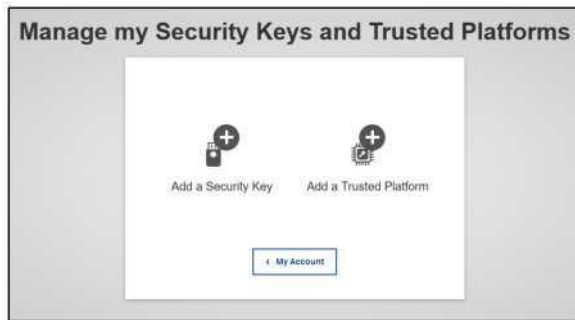 Manage my Security Keys and Trusted Platforms
Add a Security Key Add a Trusted Platform
‹ My Account